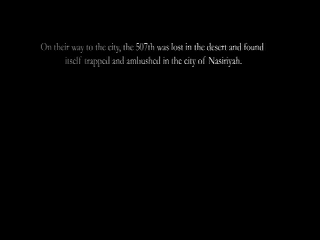 On their way to the city, the 507th was lost in the desert and found
itself trapped and ambushed in the city of Nasiriyah.